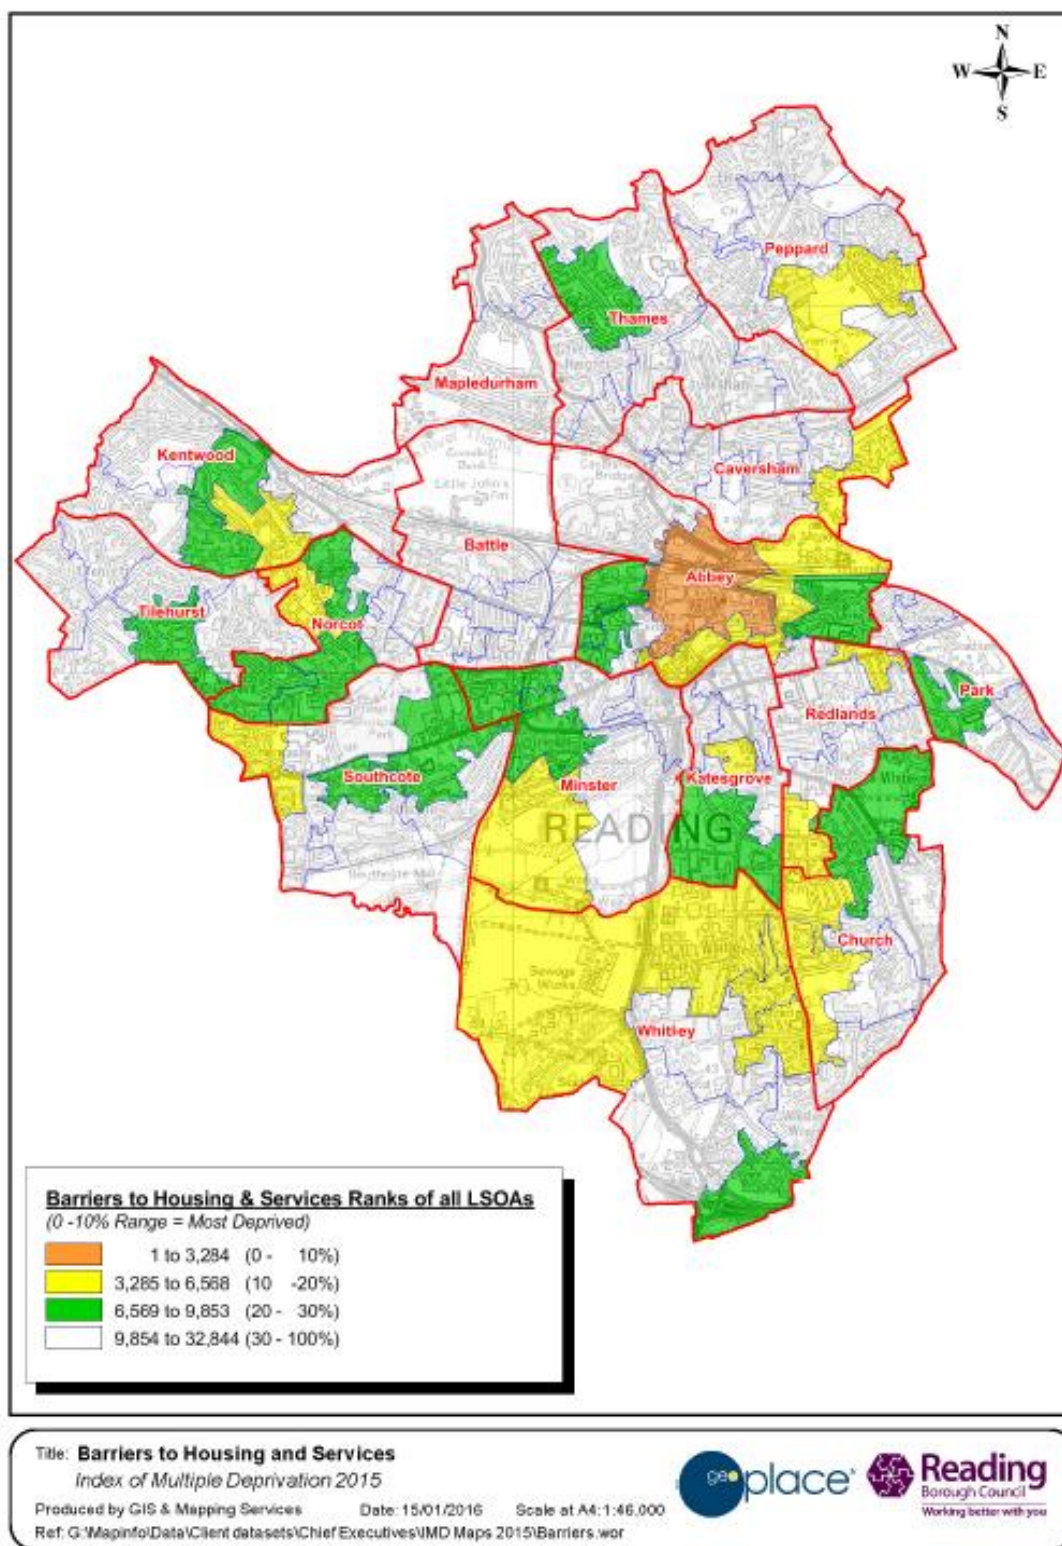 N
W E
S
Peppard
Thames
Mapledurham
Kentwood
Caversham
Little John's
Battle
Abbey
Tilehurst
Norcot
Park
Redlands
Southcote
Minster
Katesgrove
READING
Church
Sewage
Works
Whitley
Barriers to Housing & Services Ranks of all LSOAs
(0 -10% Range = Most Deprived)
1 to 3,284 (0 - 10%)
3,285 to 6,568 (10 -20%)
6,569 to 9,853 (20 - 30%)
9,854 to 32,844 (30 - 100%)
Title: Barriers to Housing and Services
Index of Multiple Deprivation 2015
Produced by GIS & Mapping Services Date: 15/01/2016 Scale at A4:1:46,000
Ref: G:\Mapinfo\Data\Client datasets\Chief Executives\IMD Maps 2015\Barriers.wor
geoplace
Reading
Borough Council
Working better with you